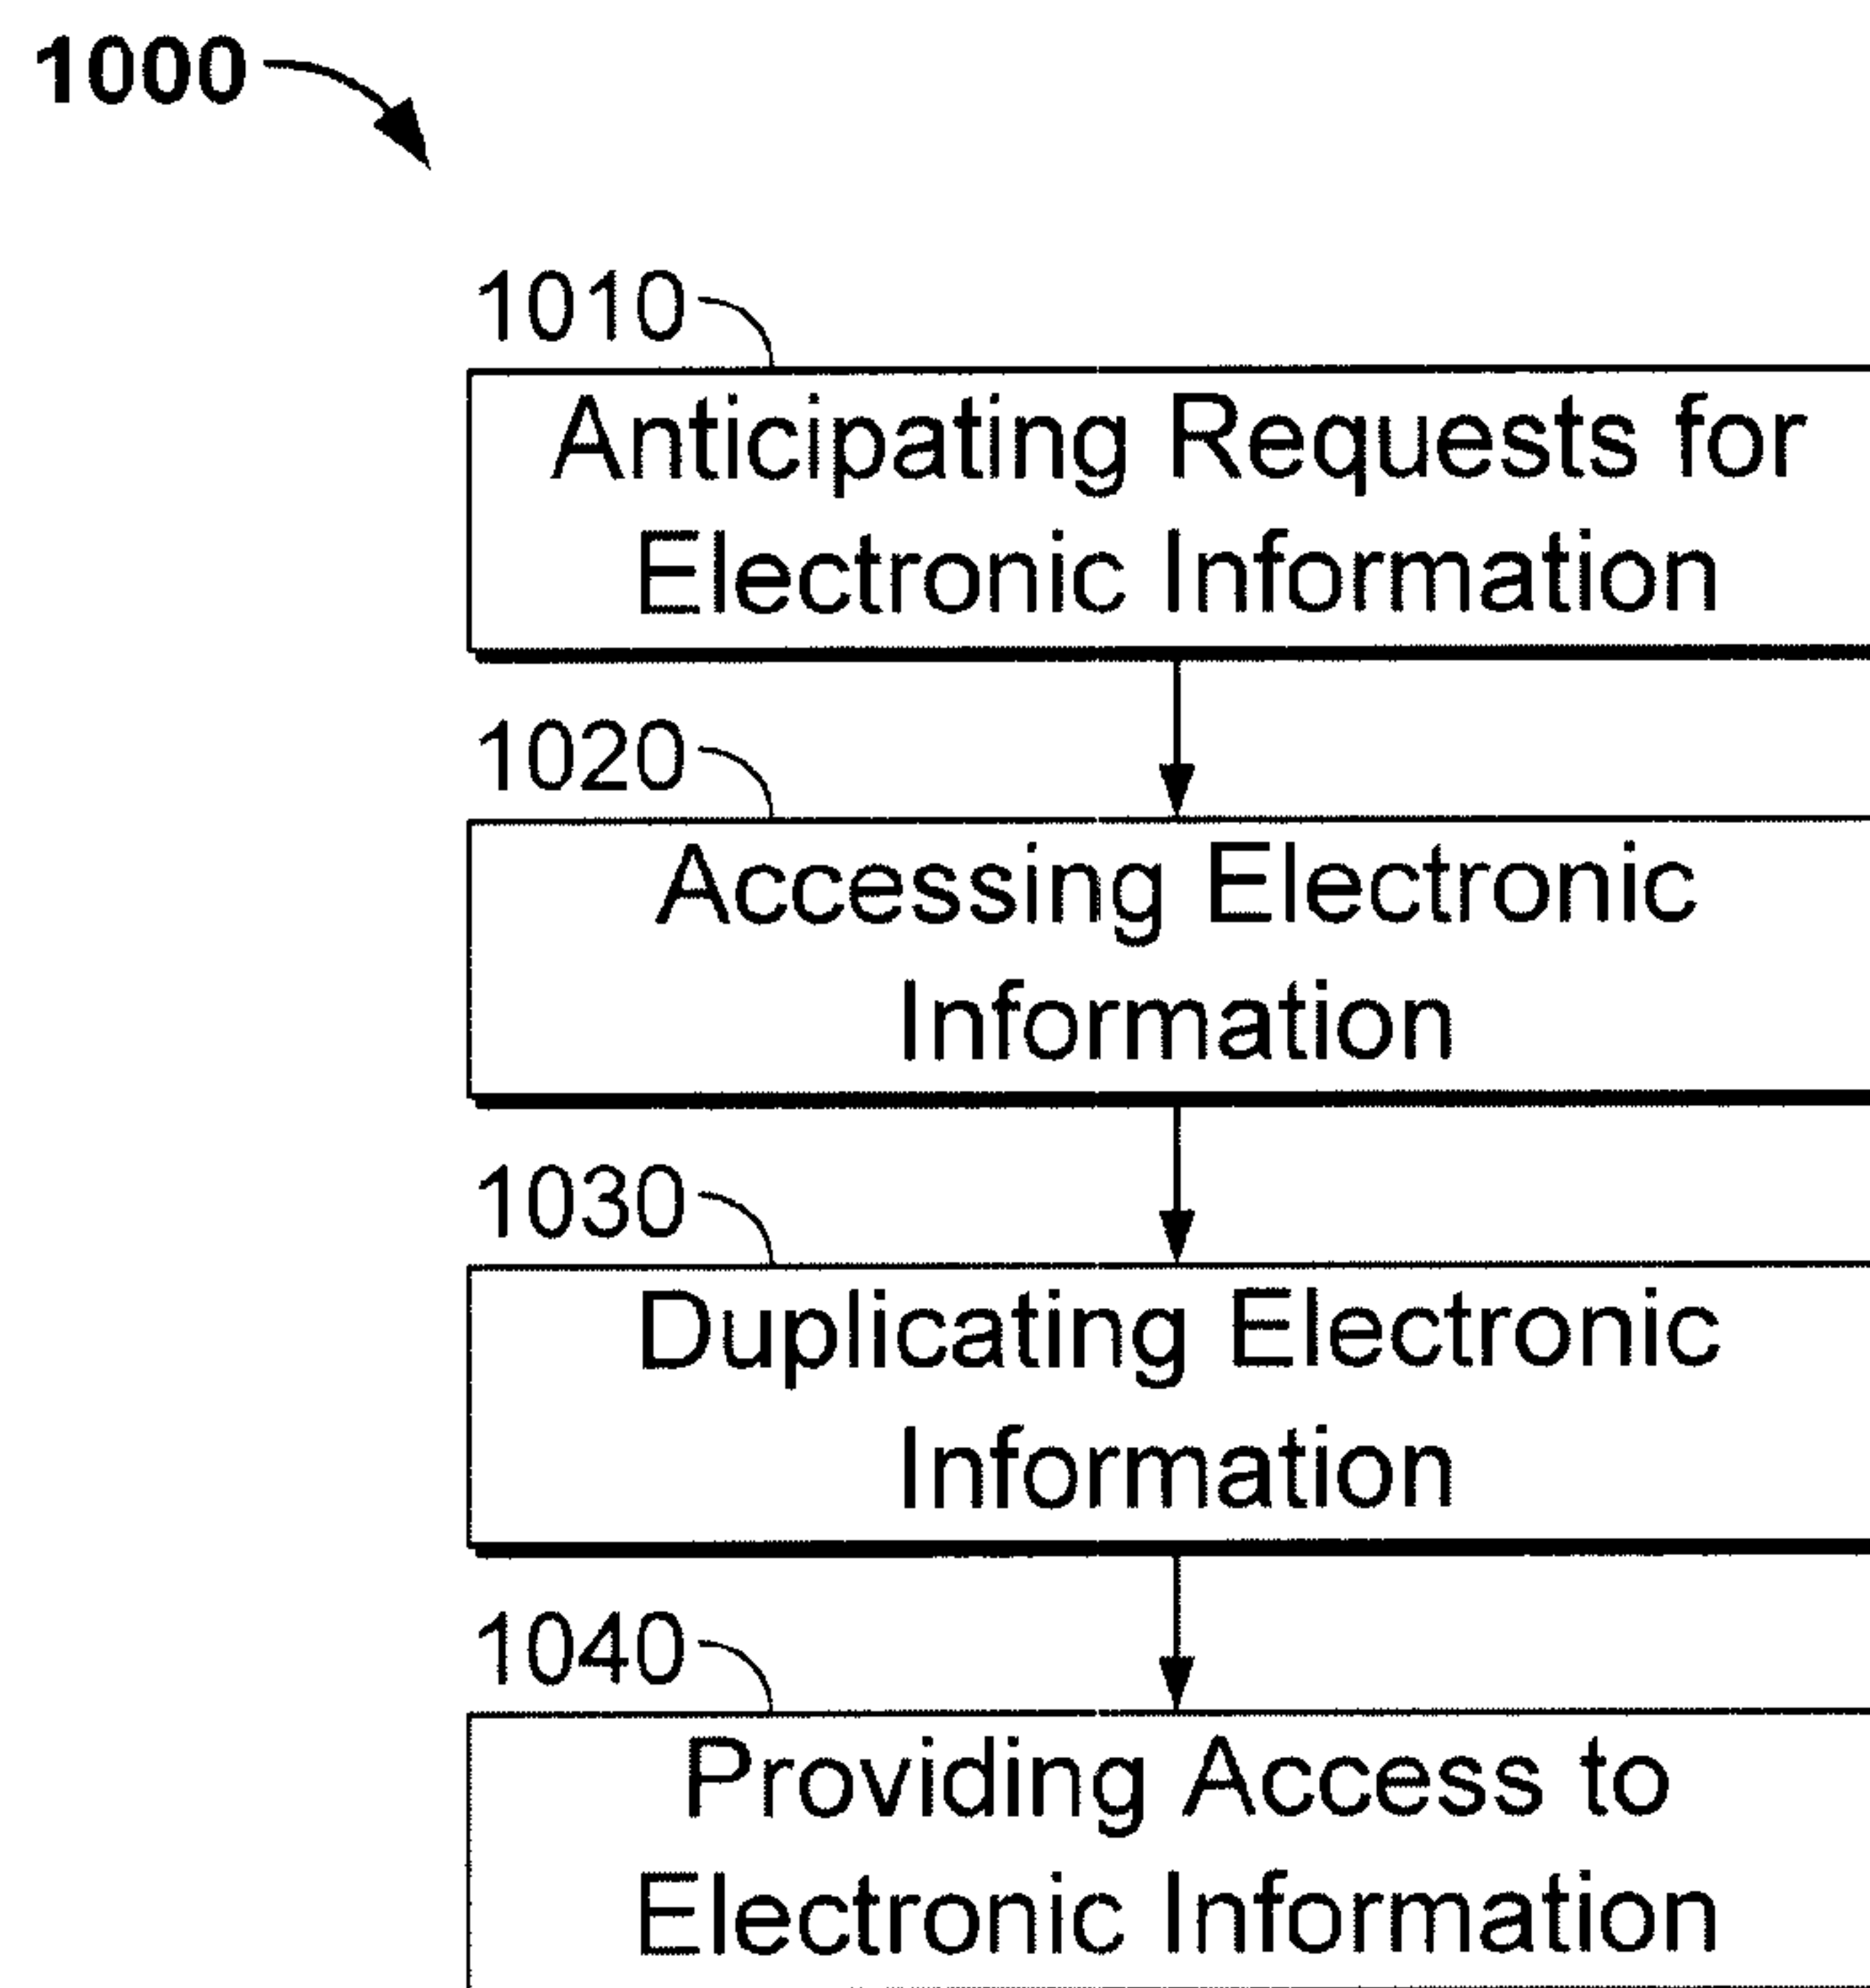 1000
1010
Anticipating Requests for
Electronic Information
1020
Accessing Electronic
Information
1030
Duplicating Electronic
Information
1040
Providing Access to
Electronic Information